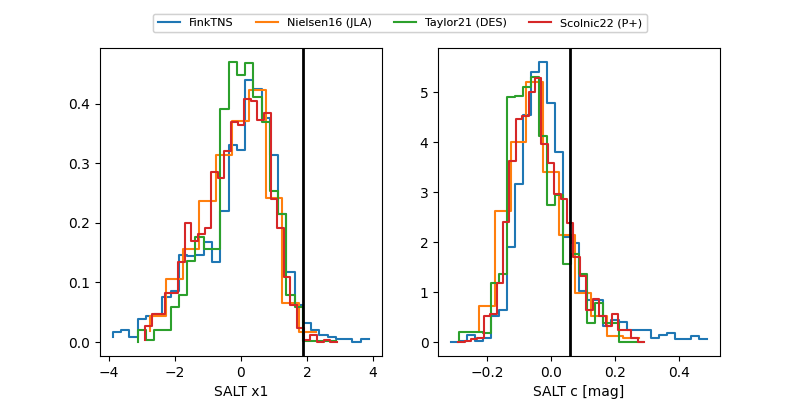 FinkTNS Nielsen16 (JLA) Taylor21 (DES) Scolnic22 (P+)
0.4
0.3
0.2
0.1
0.0
−4 −2 0 2 4
SALT x1
5
4
3
2
1
0
−0.2 0.0 0.2 0.4
SALT c [mag]